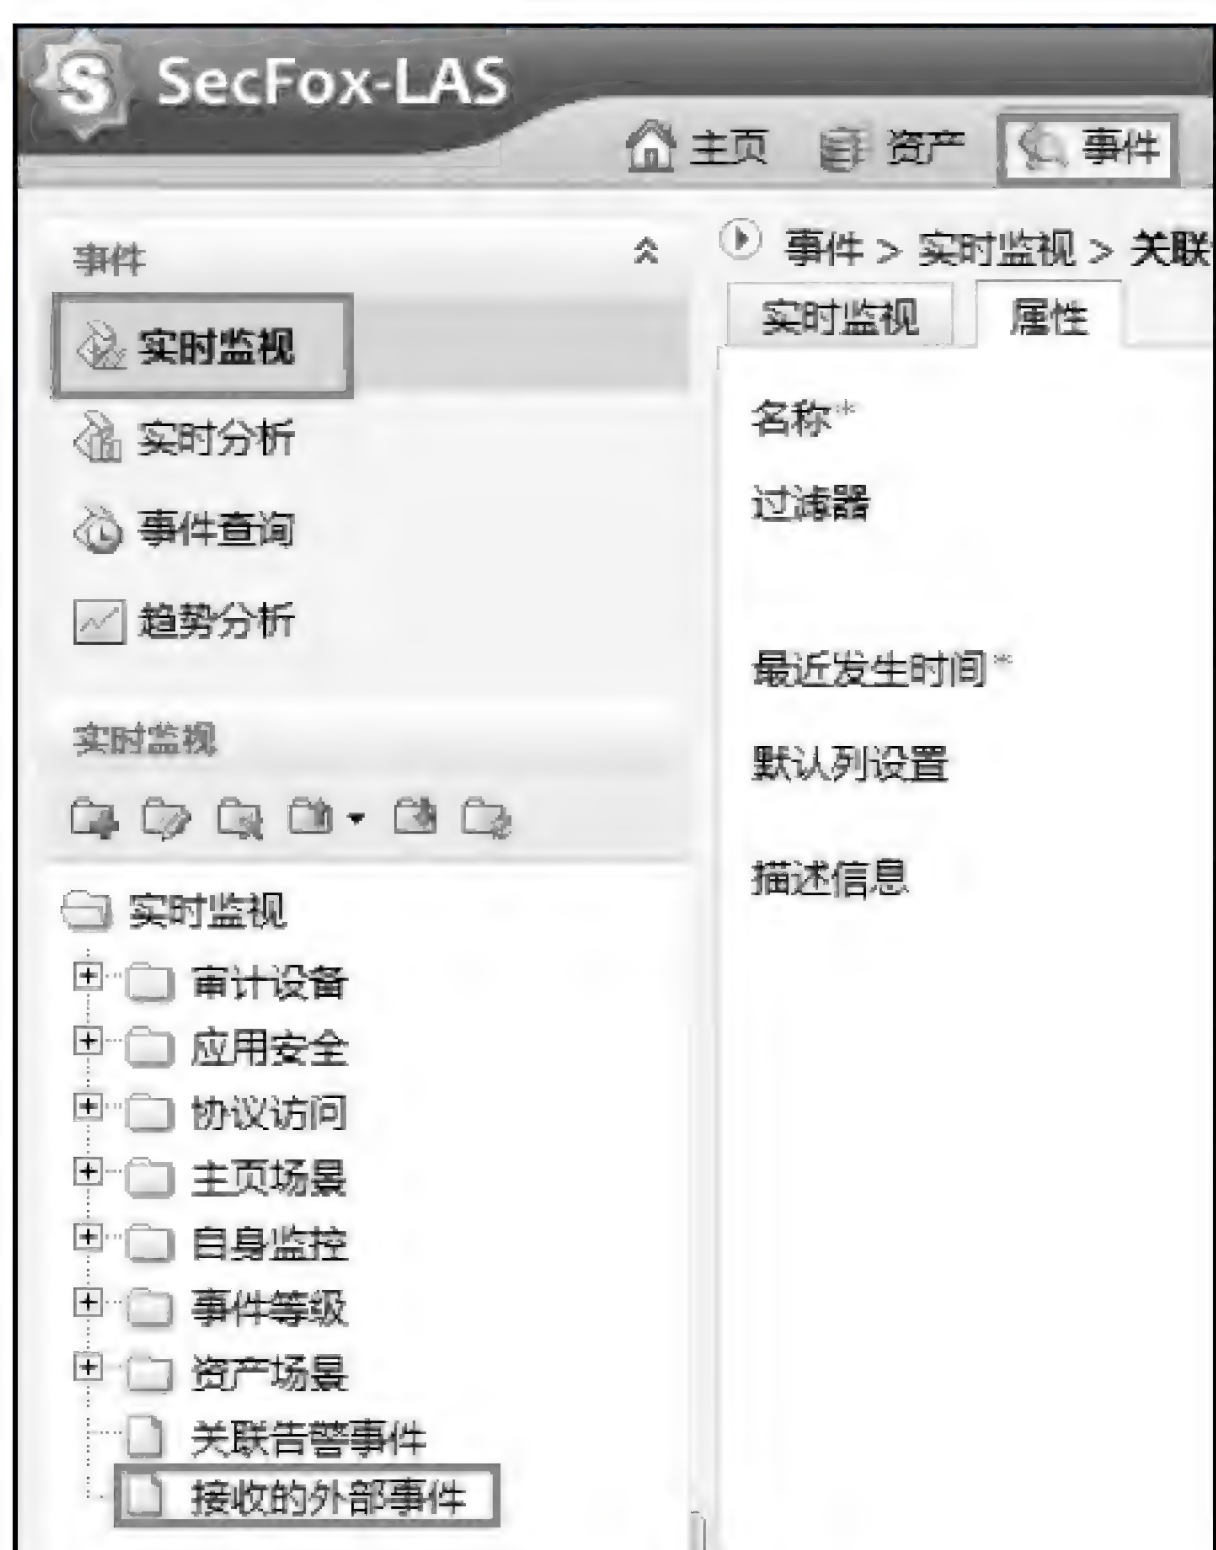 SecFox-LAS
主页 资产 事件
事件
实时监视
实时分析
事件查询
趋势分析
实时监视
实时监视
审计设备
应用安全
协议访问
主页场景
自身监控
事件等级
资产场景
关联告警事件
接收的外部事件
事件 > 实时监视 > 关联
实时监视 属性
名称*
过滤器
最近发生时间*
默认列设置
描述信息